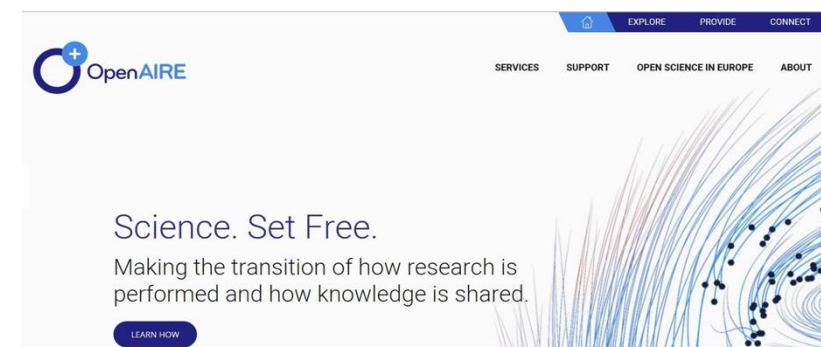 EXPLORE PROVIDE CONNECT
OpenAIRE
SERVICES SUPPORT OPEN SCIENCE IN EUROPE ABOUT
Science. Set Free.
Making the transition of how research is
performed and how knowledge is shared.
LEARN HOW